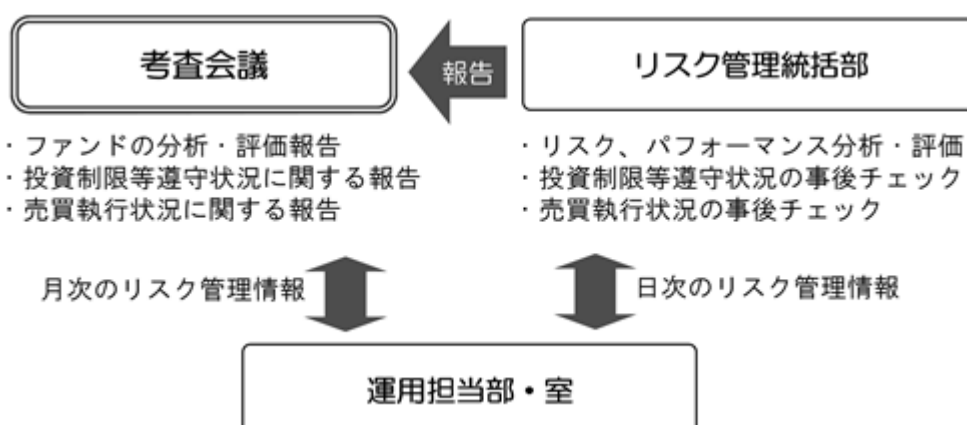 考査会議
報告
リスク管理統括部
・ファンドの分析・評価報告
・投資制限等遵守状況に関する報告
・売買執行状況に関する報告
・リスク、パフォーマンス分析・評価
・投資制限等遵守状況の事後チェック
・売買執行状況の事後チェック
月次のリスク管理情報
日次のリスク管理情報
運用担当部・室